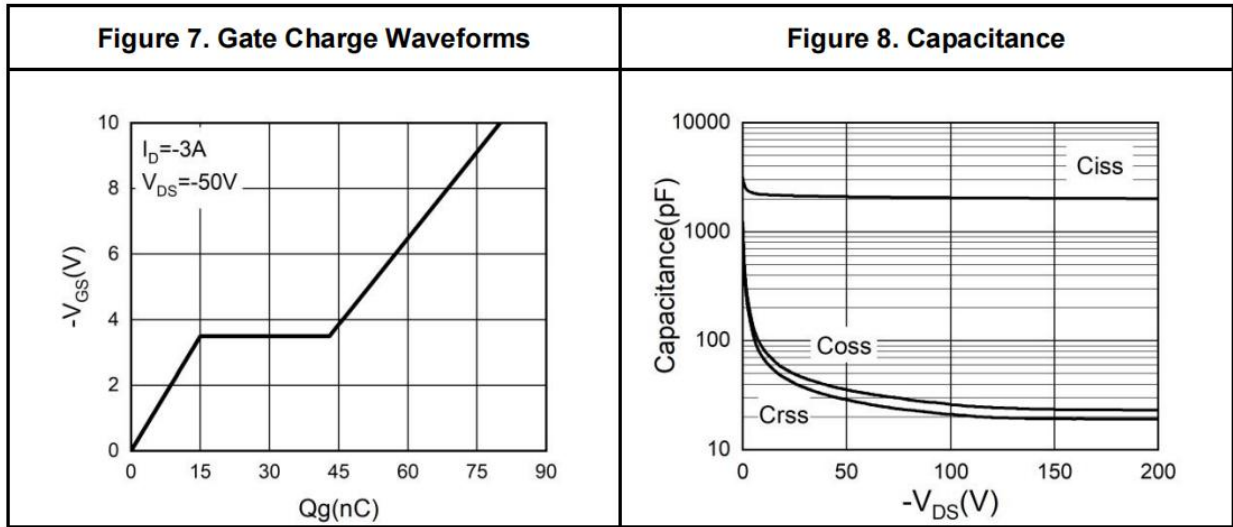 Figure 7. Gate Charge Waveforms
Figure 8. Capacitance
I_D=-3A
V_DS=-50V
-V_GS(V)
10
8
6
4
2
0
0 15 30 45 60 75 90
Qg(nC)
Ciss
Coss
Crss
Capacitance(pF)
10000
1000
100
10
0 50 100 150 200
-V_DS(V)